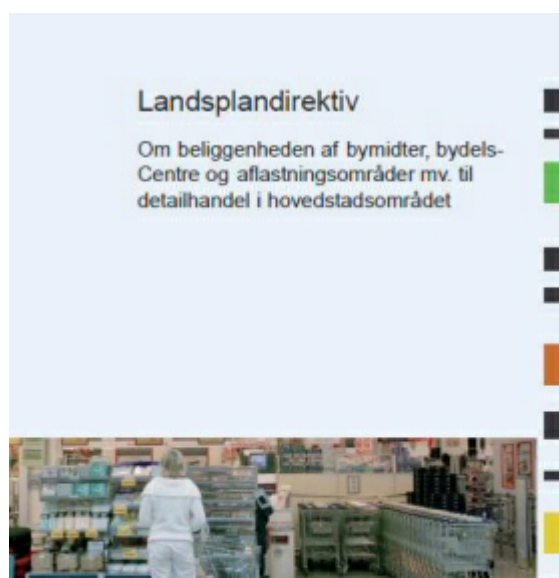 Landsplandirektiv
Om beliggenheden af bymidter, bydels-
Centre og aflastningsområder mv. til
detailhandel i hovedstadsområdet